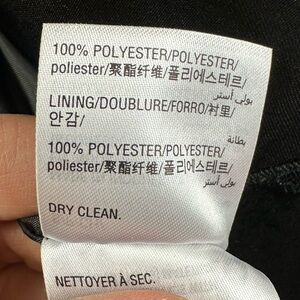 100% POLYESTER/POLYESTER/
poliester/聚酯纤维/폴리에스테르/
بولي أستر
LINING/DOUBLURE/FORRO/衬里/
안감/
بطانة
100% POLYESTER/POLYESTER/
poliester/聚酯纤维/폴리에스테르/
بولي أستر
DRY CLEAN.
NETTOYER À SEC.